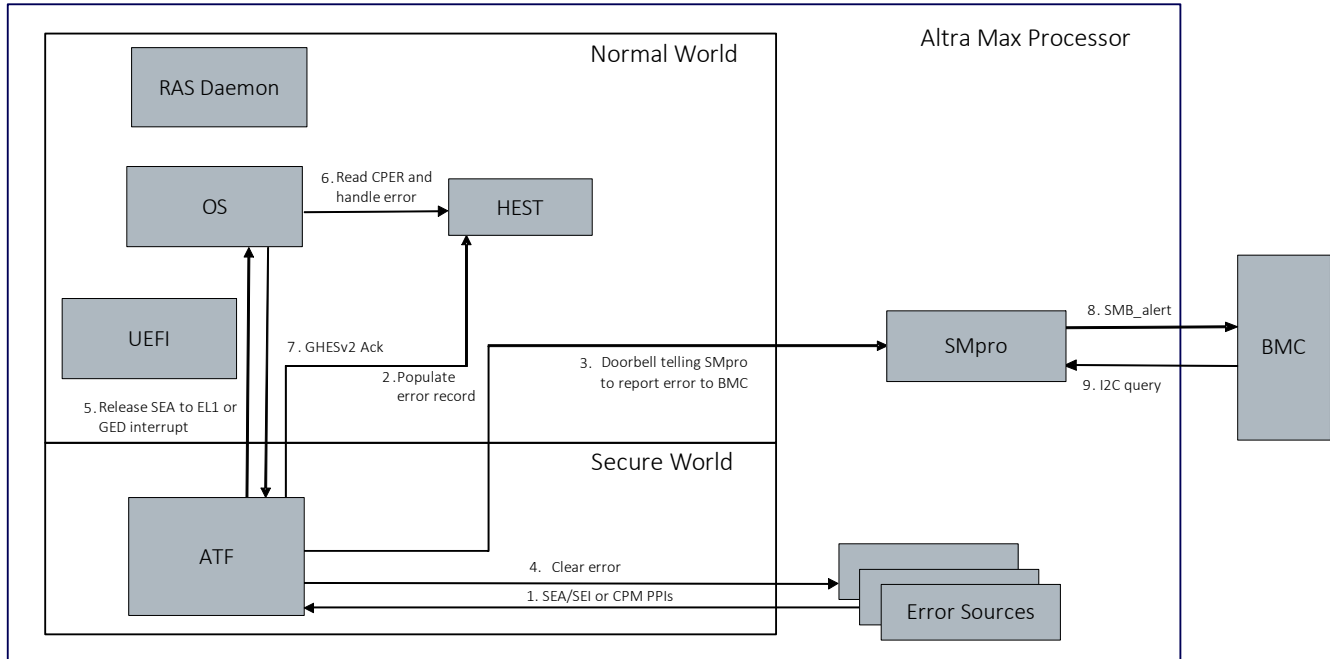 Altra Max Processor
Normal World
RAS Daemon
OS
6. Read CPER and
handle error
HEST
UEFI
7. GHESv2 Ack
2. Populate
error record
3. Doorbell telling SMpro
to report error to BMC
SMpro
8. SMB_alert
9. I2C query
BMC
5. Release SEA to EL1 or
GED interrupt
Secure World
ATF
4. Clear error
1. SEA/SEI or CPM PPIs
Error Sources